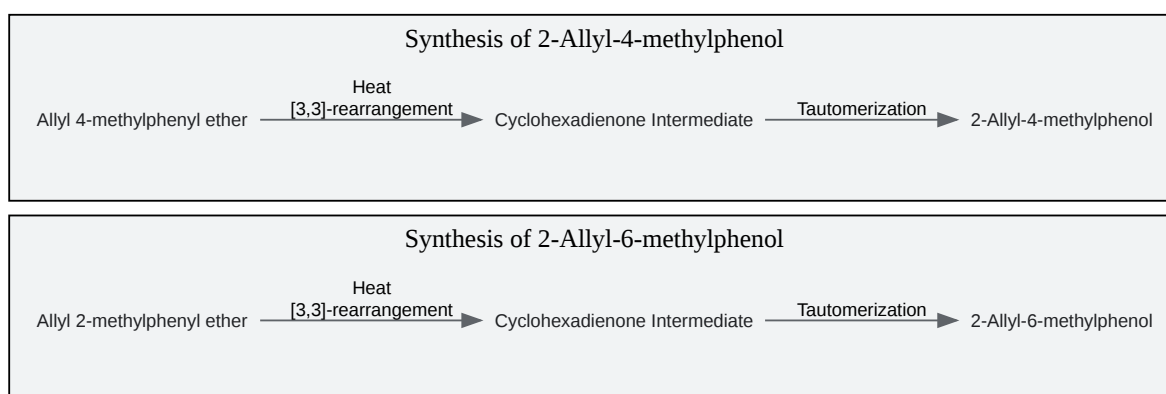 Synthesis of 2-Allyl-4-methylphenol
Heat
[3,3]-rearrangement
Allyl 4-methylphenyl ether
Cyclohexadienone Intermediate
Tautomerization
2-Allyl-4-methylphenol
Synthesis of 2-Allyl-6-methylphenol
Heat
[3,3]-rearrangement
Allyl 2-methylphenyl ether
Cyclohexadienone Intermediate
Tautomerization
2-Allyl-6-methylphenol